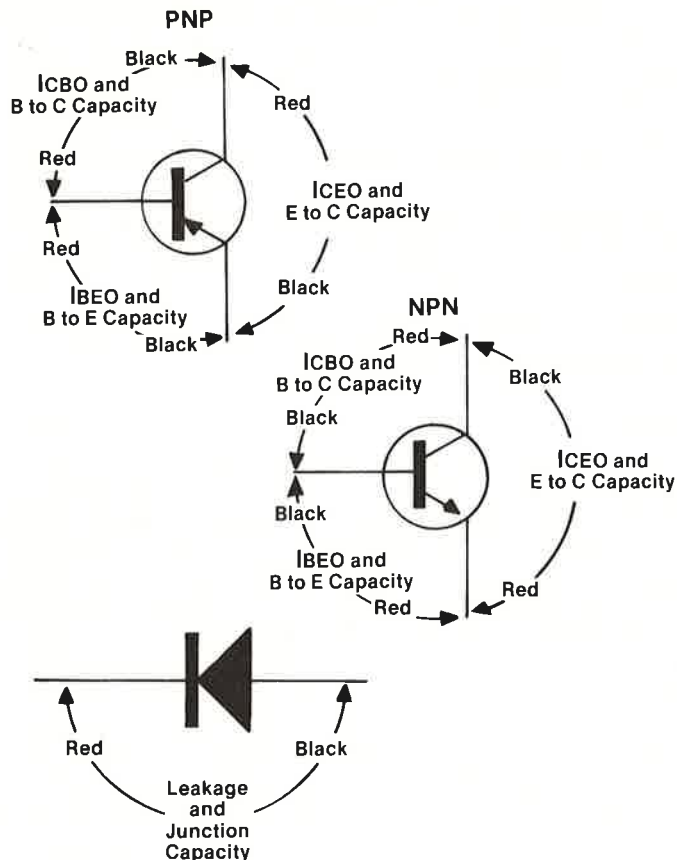 PNP
Black
ICBO and
B to C Capacity
Red
Red
ICEO and
E to C Capacity
Red
IBEO and
B to E Capacity
Black
Black
NPN
Red
ICBO and
B to C Capacity
Black
Black
ICEO and
E to C Capacity
Black
IBEO and
B to E Capacity
Red
Red
Red
Black
Leakage
and
Junction
Capacity